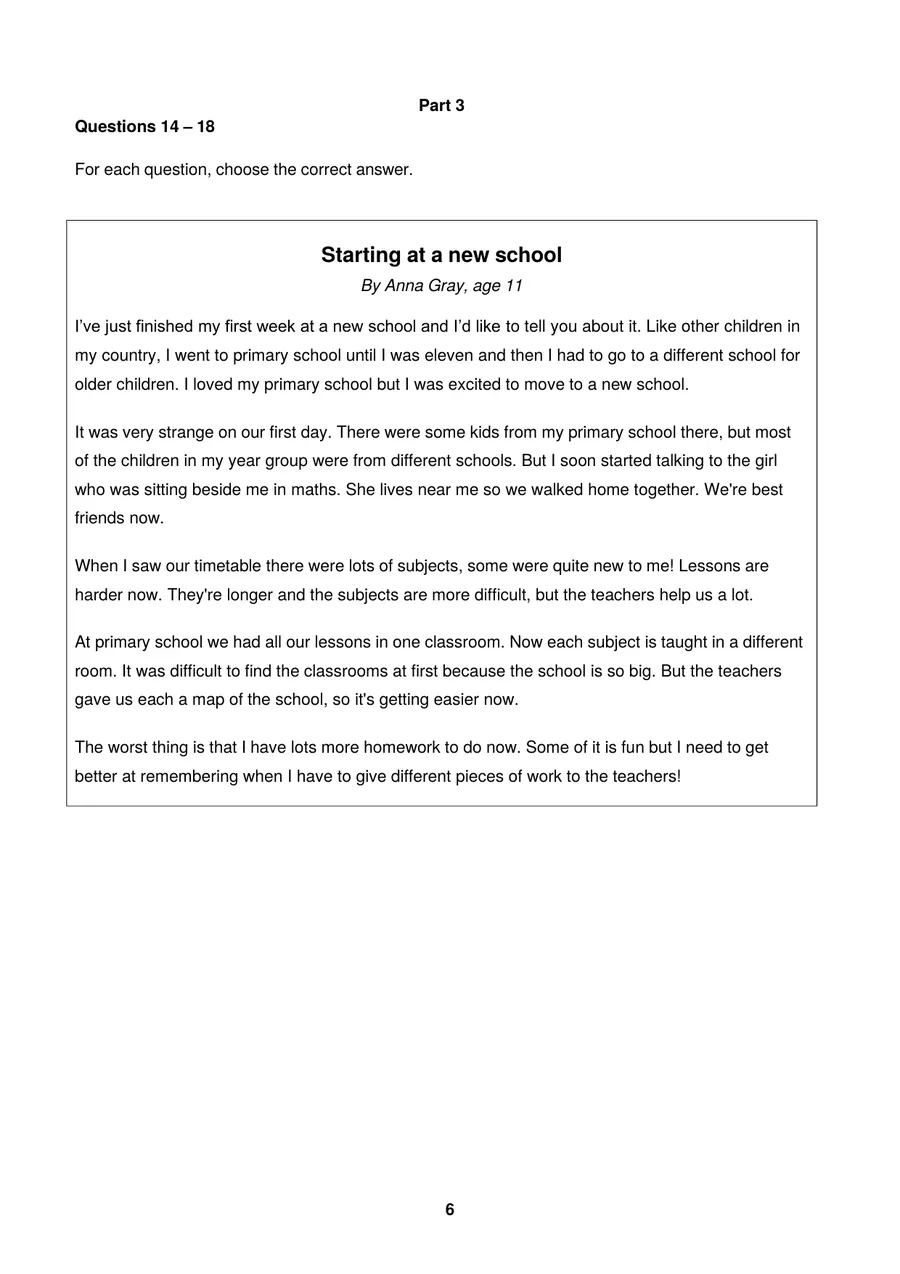 Part 3
Questions 14 – 18
For each question, choose the correct answer.
Starting at a new school
By Anna Gray, age 11
I’ve just finished my first week at a new school and I’d like to tell you about it. Like other children in
my country, I went to primary school until I was eleven and then I had to go to a different school for
older children. I loved my primary school but I was excited to move to a new school.
It was very strange on our first day. There were some kids from my primary school there, but most
of the children in my year group were from different schools. But I soon started talking to the girl
who was sitting beside me in maths. She lives near me so we walked home together. We're best
friends now.
When I saw our timetable there were lots of subjects, some were quite new to me! Lessons are
harder now. They're longer and the subjects are more difficult, but the teachers help us a lot.
At primary school we had all our lessons in one classroom. Now each subject is taught in a different
room. It was difficult to find the classrooms at first because the school is so big. But the teachers
gave us each a map of the school, so it's getting easier now.
The worst thing is that I have lots more homework to do now. Some of it is fun but I need to get
better at remembering when I have to give different pieces of work to the teachers!
6